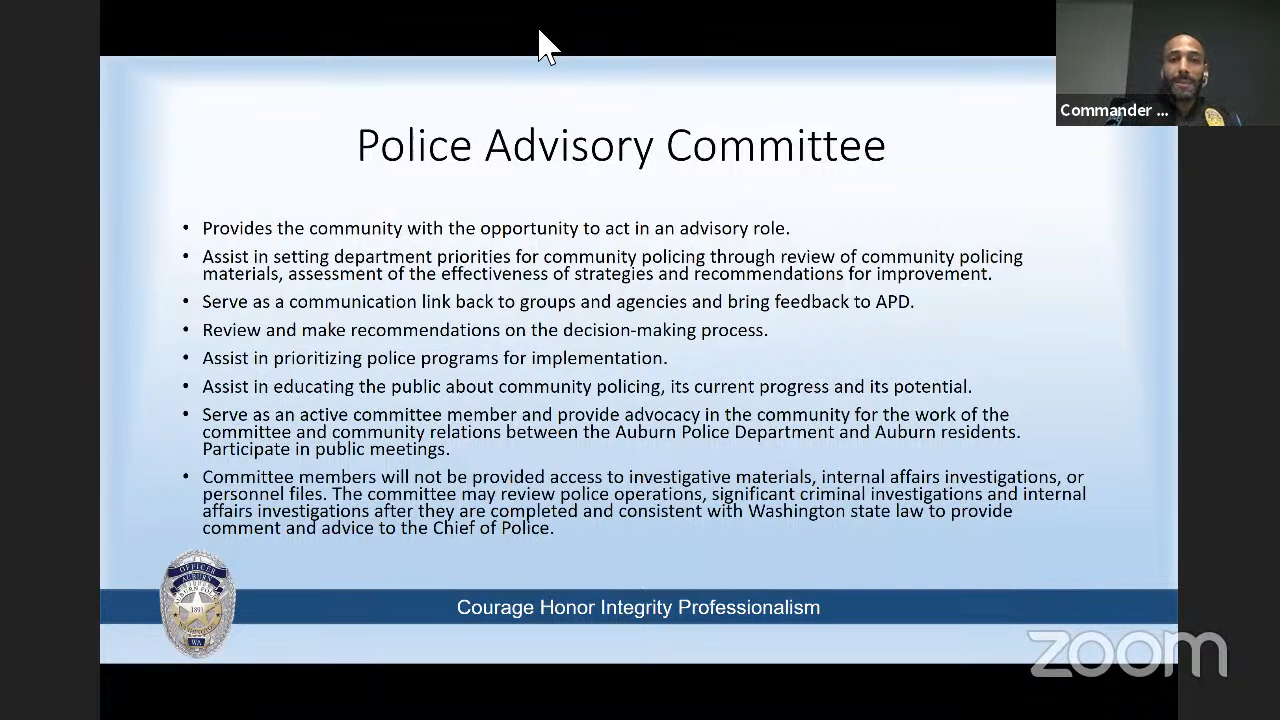 Commander ...
Police Advisory Committee
• Provides the community with the opportunity to act in an advisory role.
• Assist in setting department priorities for community policing through review of community policing
materials, assessment of the effectiveness of strategies and recommendations for improvement.
• Serve as a communication link back to groups and agencies and bring feedback to APD.
• Review and make recommendations on the decision-making process.
• Assist in prioritizing police programs for implementation.
• Assist in educating the public about community policing, its current progress and its potential.
• Serve as an active committee member and provide advocacy in the community for the work of the
committee and community relations between the Auburn Police Department and Auburn residents.
Participate in public meetings.
• Committee members will not be provided access to investigative materials, internal affairs investigations, or
personnel files. The committee may review police operations, significant criminal investigations and internal
affairs investigations after they are completed and consistent with Washington state law to provide
comment and advice to the Chief of Police.
OFFICER
AUBURN
1891
WA
Courage Honor Integrity Professionalism
zoom